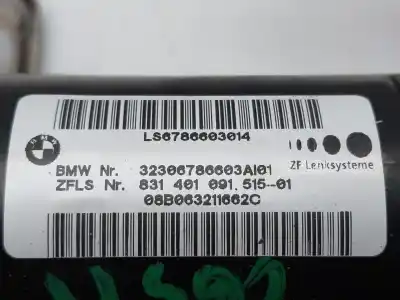 LS6786603014
BMW Nr. 32306786603AI01
ZF Lenksysteme
ZFLS Nr. 831 401 091.515--01
08B063211662C